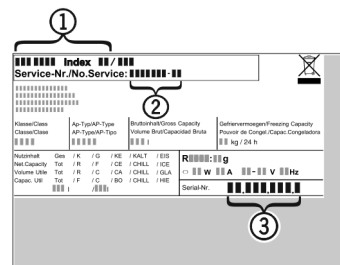 1
Index /
Service-Nr./No.Service: -
2
Klasse/Class
Classe/Classe
Ap-Typ/AP-Type
AP-Type/AP-Tipo
Bruttoinhalt/Gross Capacity
Volume Brut/Capacidad Bruta
l
Gefriervermoegen/Freezing Capacity
Pouvoir de Congel./Capac.Congeladora
kg / 24 h
Nutzinhalt Ges / K / G / KE / KALT / EIS
Net.Capacity Tot / R / F / CE / CHILL / ICE
Volume Utile Tot / R / C / CA / CHILL / GLA
Capac. Util Tot / F / C / BO / CHILL / HIE
l / l
R : g
W A - V Hz
Serial-Nr. , , ,
3